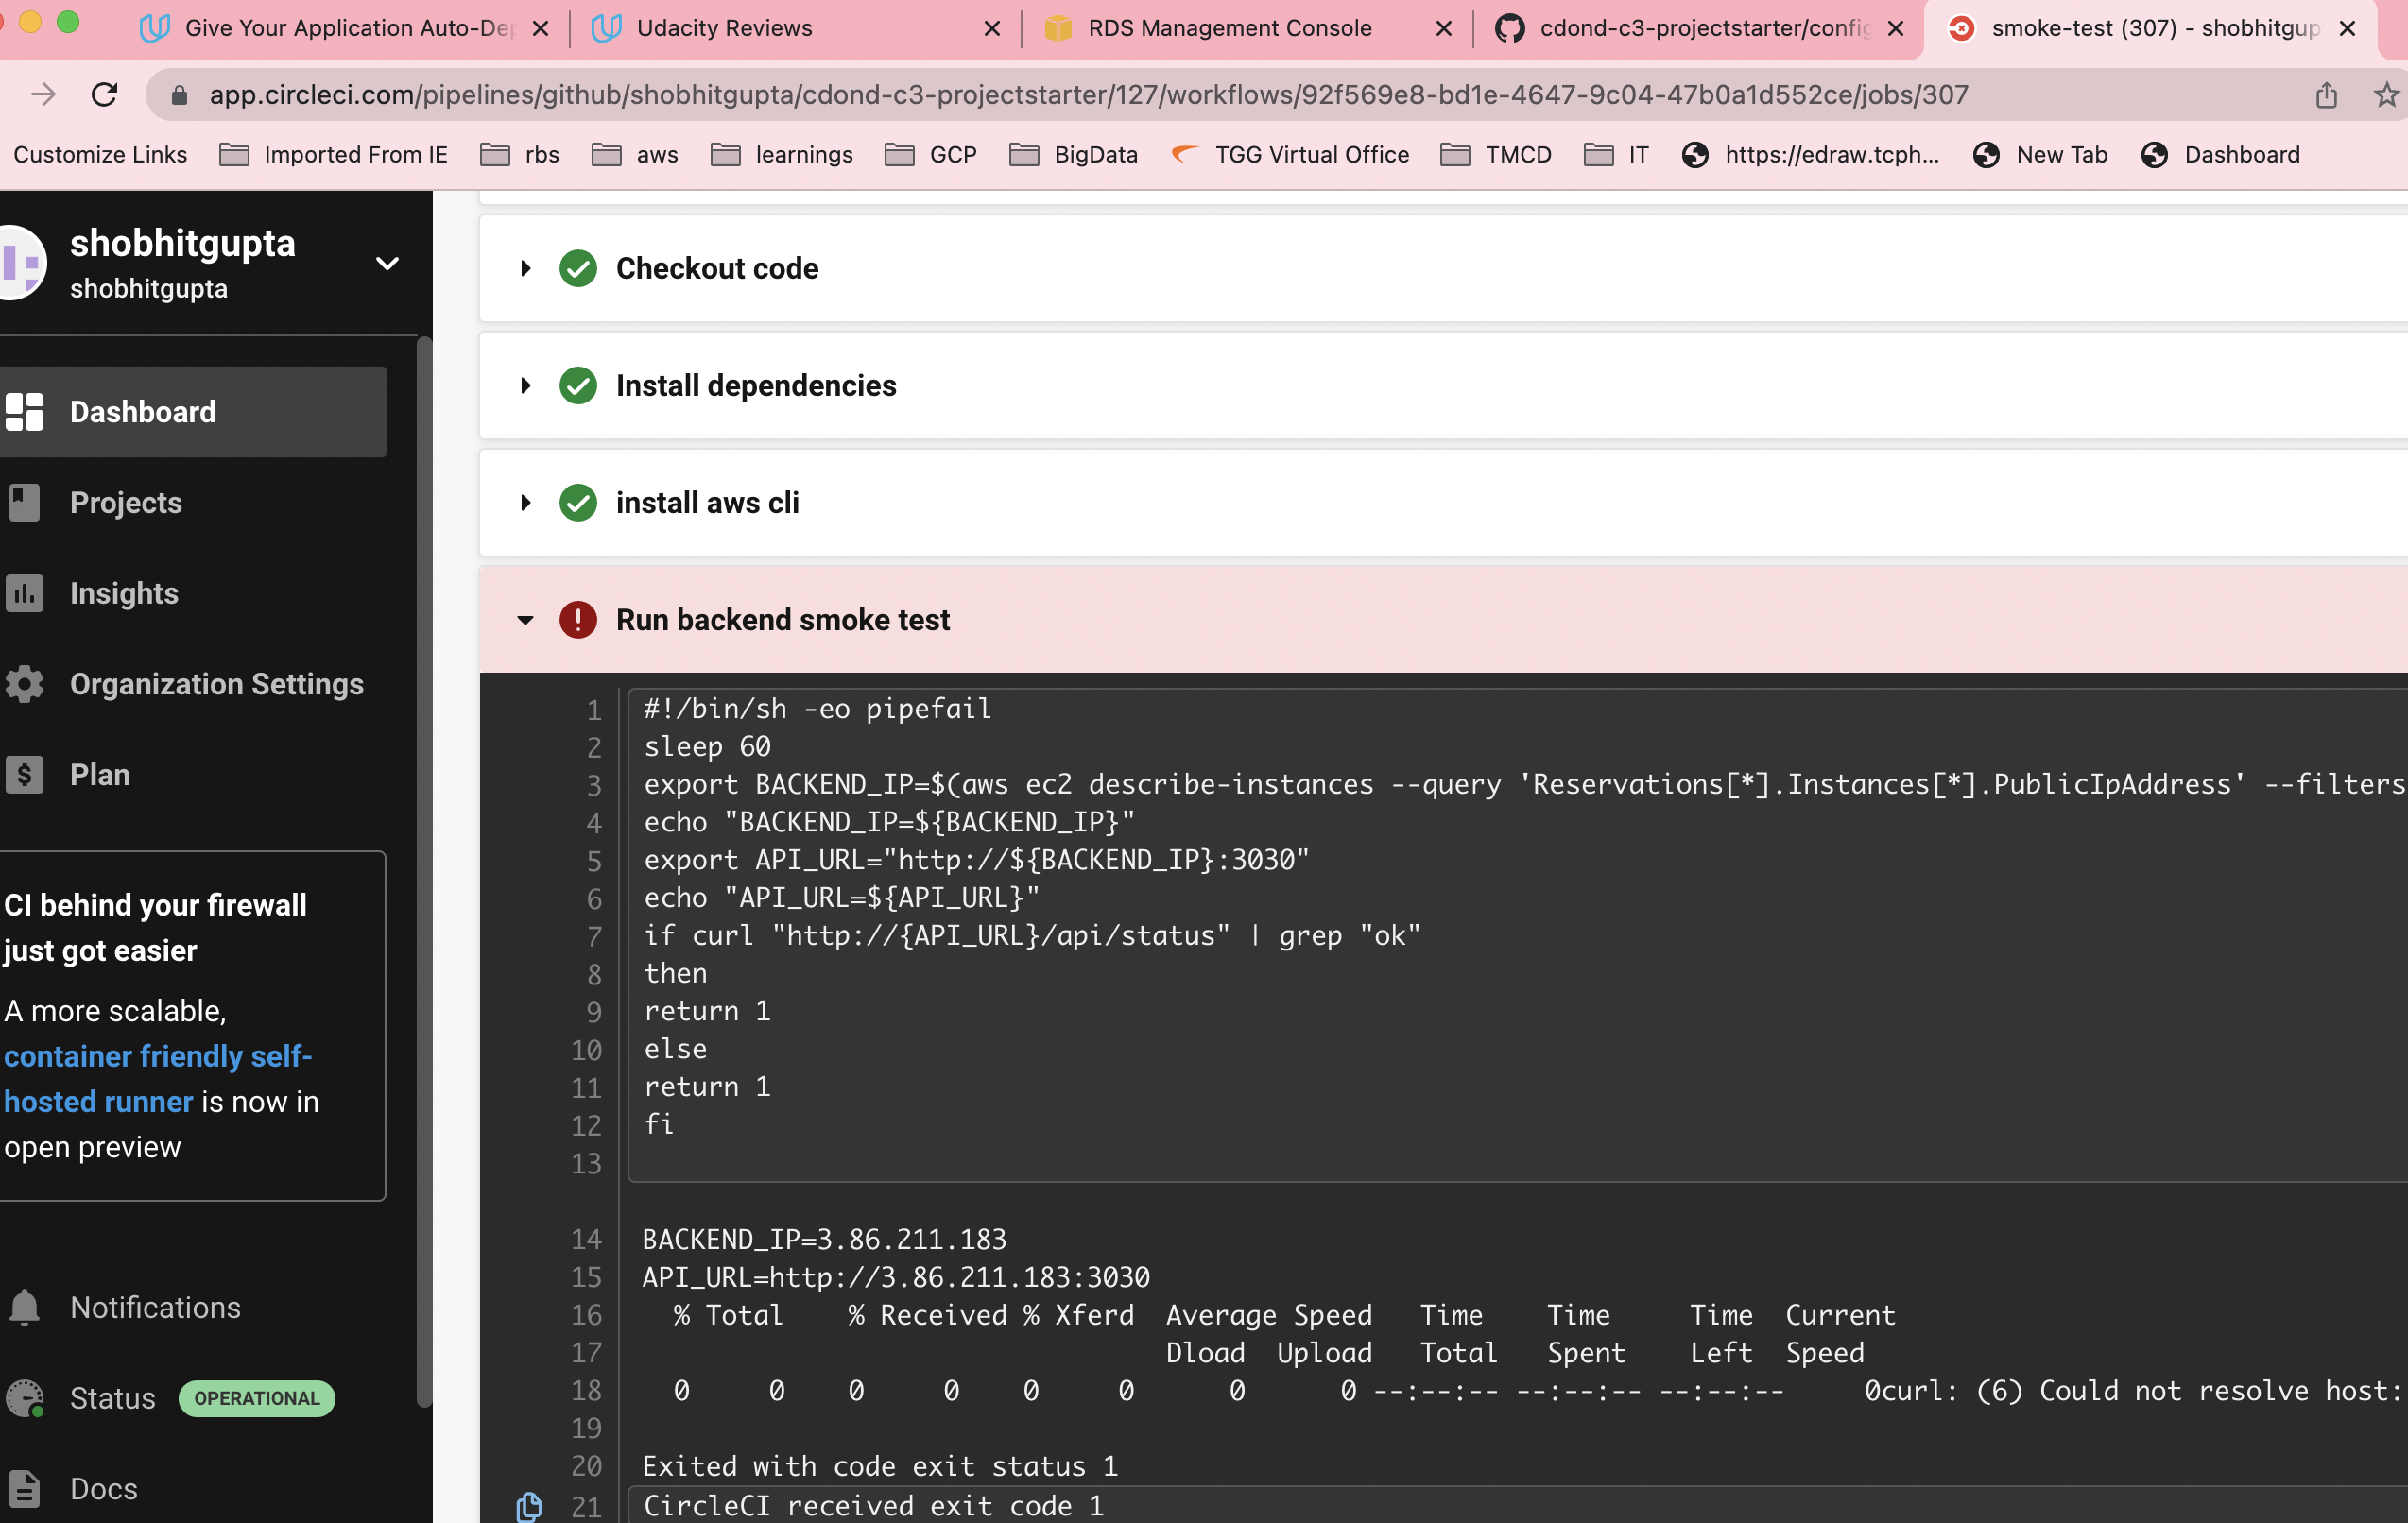 Give Your Application Auto-De
Udacity Reviews
RDS Management Console
cdond-c3-projectstarter/config
smoke-test (307) - shobhitgup
app.circleci.com/pipelines/github/shobhitgupta/cdond-c3-projectstarter/127/workflows/92f569e8-bd1e-4647-9c04-47b0a1d552ce/jobs/307
Customize Links
Imported From IE
rbs
aws
learnings
GCP
BigData
TGG Virtual Office
TMCD
IT
https://edraw.tcph...
New Tab
Dashboard
shobhitgupta
shobhitgupta
Dashboard
Projects
Insights
Organization Settings
Plan
CI behind your firewall
just got easier
A more scalable,
container friendly self-
hosted runner is now in
open preview
Notifications
Status OPERATIONAL
Docs
Checkout code
Install dependencies
install aws cli
Run backend smoke test
1 #!/bin/sh -eo pipefail
2 sleep 60
3 export BACKEND_IP=$(aws ec2 describe-instances --query 'Reservations[*].Instances[*].PublicIpAddress' --filters
4 echo "BACKEND_IP=${BACKEND_IP}"
5 export API_URL="http://${BACKEND_IP}:3030"
6 echo "API_URL=${API_URL}"
7 if curl "http://{API_URL}/api/status" | grep "ok"
8 then
9 return 1
10 else
11 return 1
12 fi
13
14 BACKEND_IP=3.86.211.183
15 API_URL=http://3.86.211.183:3030
16 % Total % Received % Xferd Average Speed Time Time Time Current
17 Dload Upload Total Spent Left Speed
18 0 0 0 0 0 0 0 0 --:--:-- --:--:-- --:--:-- 0curl: (6) Could not resolve host:
19
20 Exited with code exit status 1
21 CircleCI received exit code 1